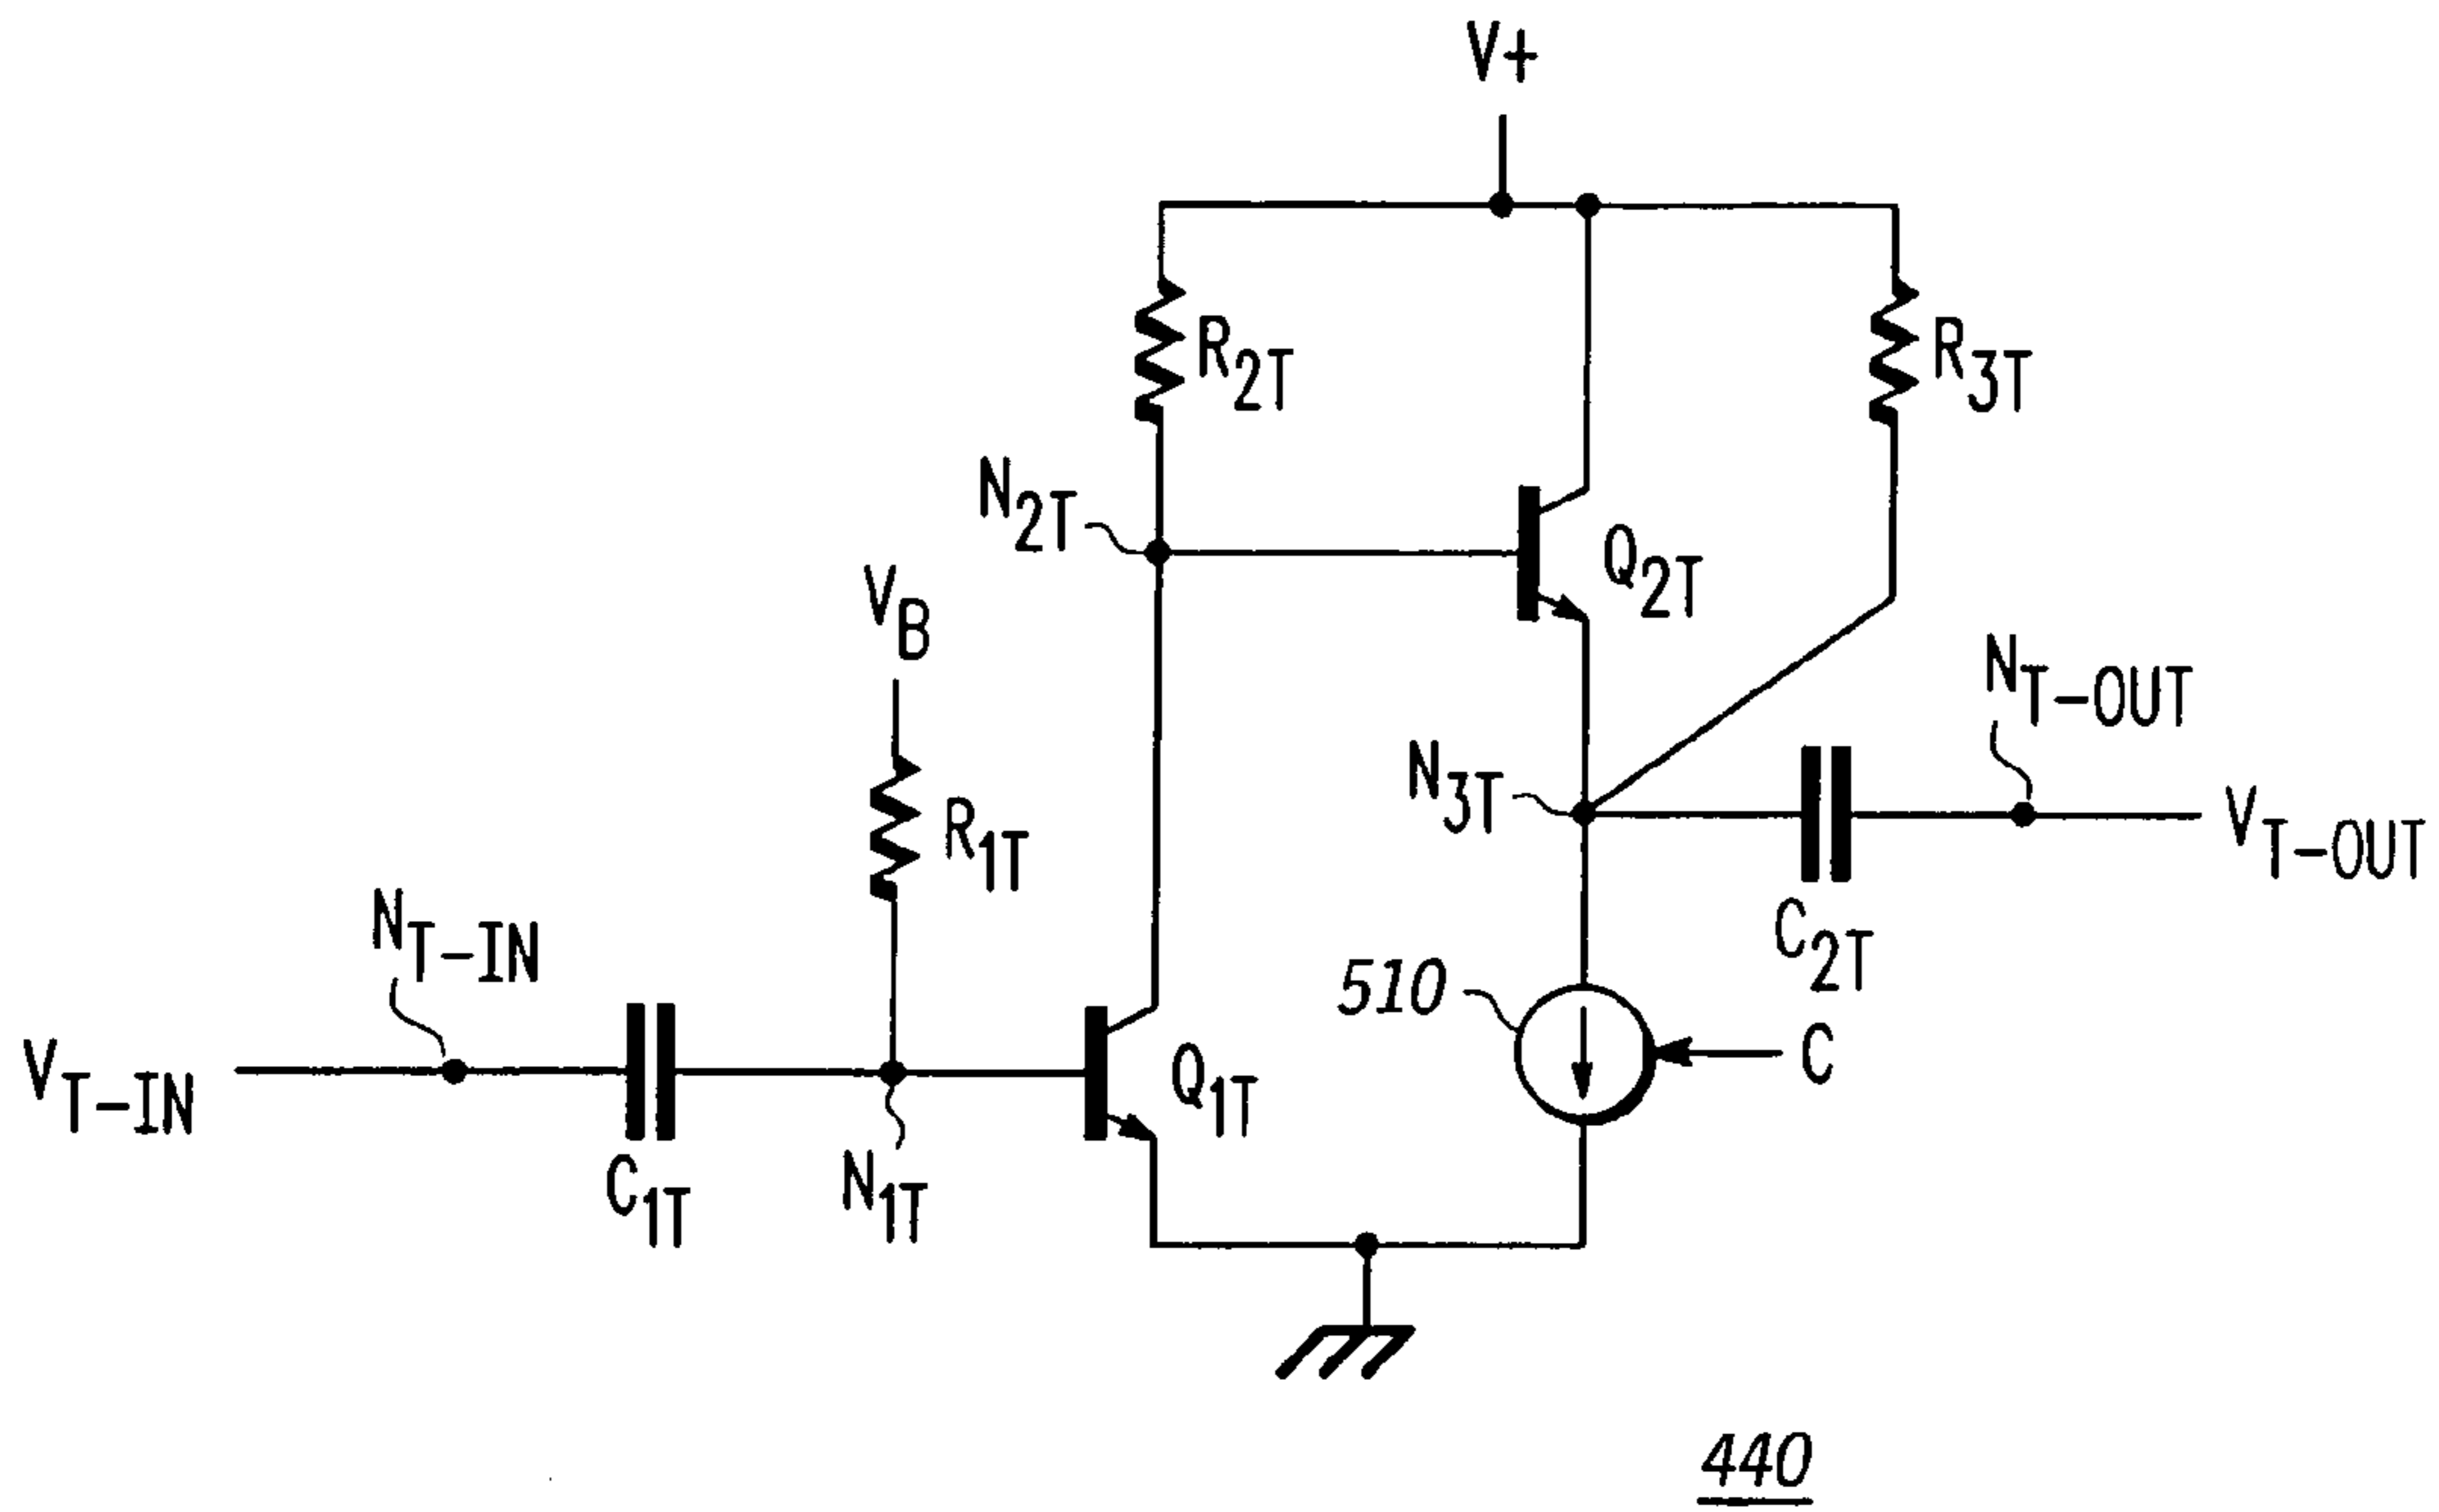 V+
R2T
R3T
N2T
Q2T
VB
NT-OUT
N3T
R1T
VT-OUT
NT-IN
C2T
510
C
VT-IN
Q1T
C1T
N1T
440